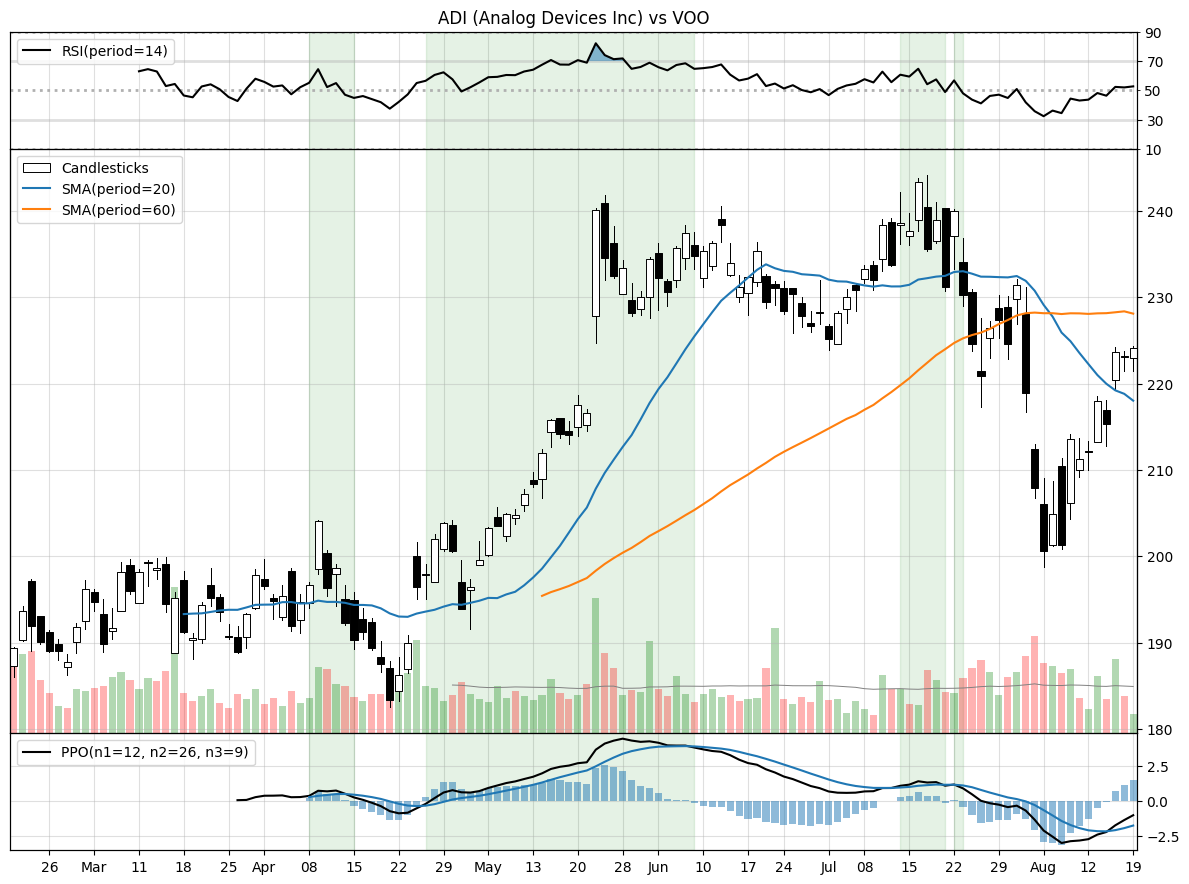 ADI (Analog Devices Inc) vs VOO
RSI(period=14)
90
70
50
30
10
Candlesticks
SMA(period=20)
SMA(period=60)
240
230
220
210
200
190
180
PPO(n1=12, n2=26, n3=9)
2.5
0.0
−2.5
26 Mar 11 18 25 Apr 08 15 22 29 May 13 20 28 Jun 10 17 24 Jul 08 15 22 29 Aug 12 19